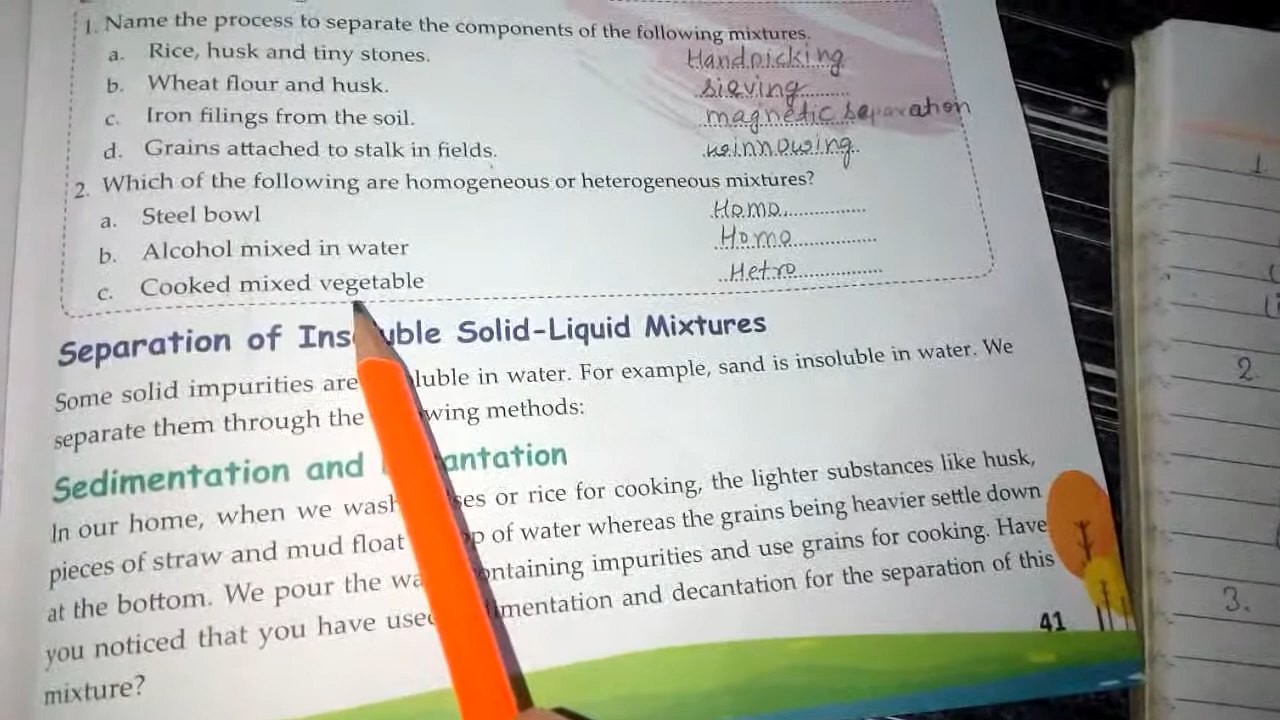 1. Name the process to separate the components of the following mixtures.
a. Rice, husk and tiny stones. Handpicking
b. Wheat flour and husk. sieving
c. Iron filings from the soil. magnetic separation
d. Grains attached to stalk in fields. winnowing
2. Which of the following are homogeneous or heterogeneous mixtures?
a. Steel bowl Homo
b. Alcohol mixed in water Homo
c. Cooked mixed vegetable Hetro
Separation of Ins uble Solid-Liquid Mixtures
Some solid impurities are luble in water. For example, sand is insoluble in water. We
separate them through the wing methods:
Sedimentation and antation
In our home, when we wash ses or rice for cooking, the lighter substances like husk,
pieces of straw and mud float p of water whereas the grains being heavier settle down
at the bottom. We pour the wa ontaining impurities and use grains for cooking. Have
you noticed that you have used imentation and decantation for the separation of this
mixture?
41
1.
2.
3.